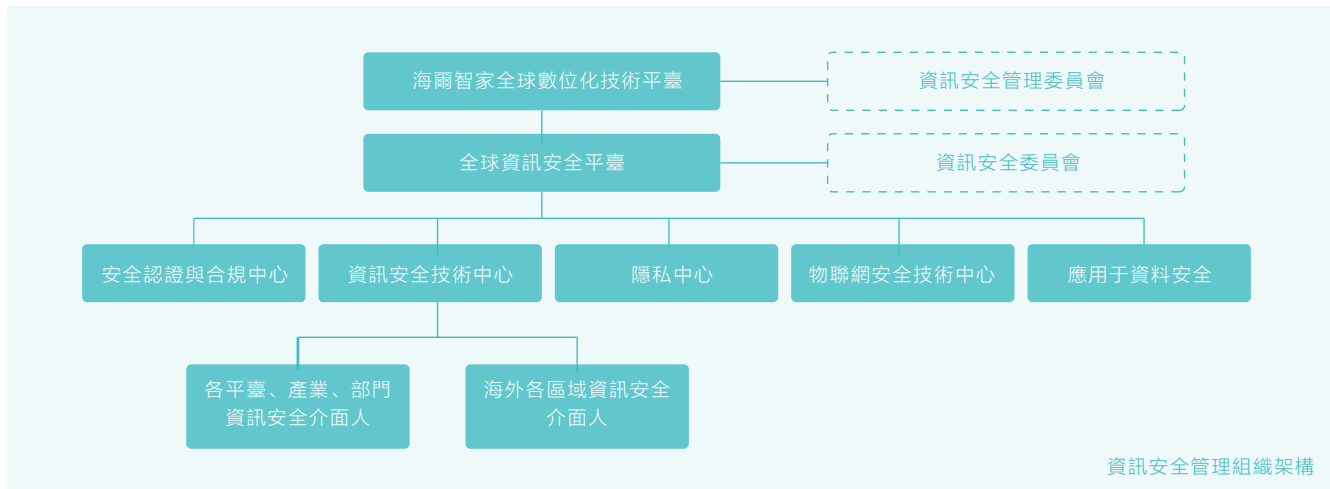 海爾智家全球數位化技術平臺
資訊安全管理委員會
全球資訊安全平臺
資訊安全委員會
安全認證與合規中心
資訊安全技術中心
隱私中心
物聯網安全技術中心
應用于資料安全
各平臺、產業、部門
資訊安全介面人
海外各區域資訊安全
介面人
資訊安全管理組織架構